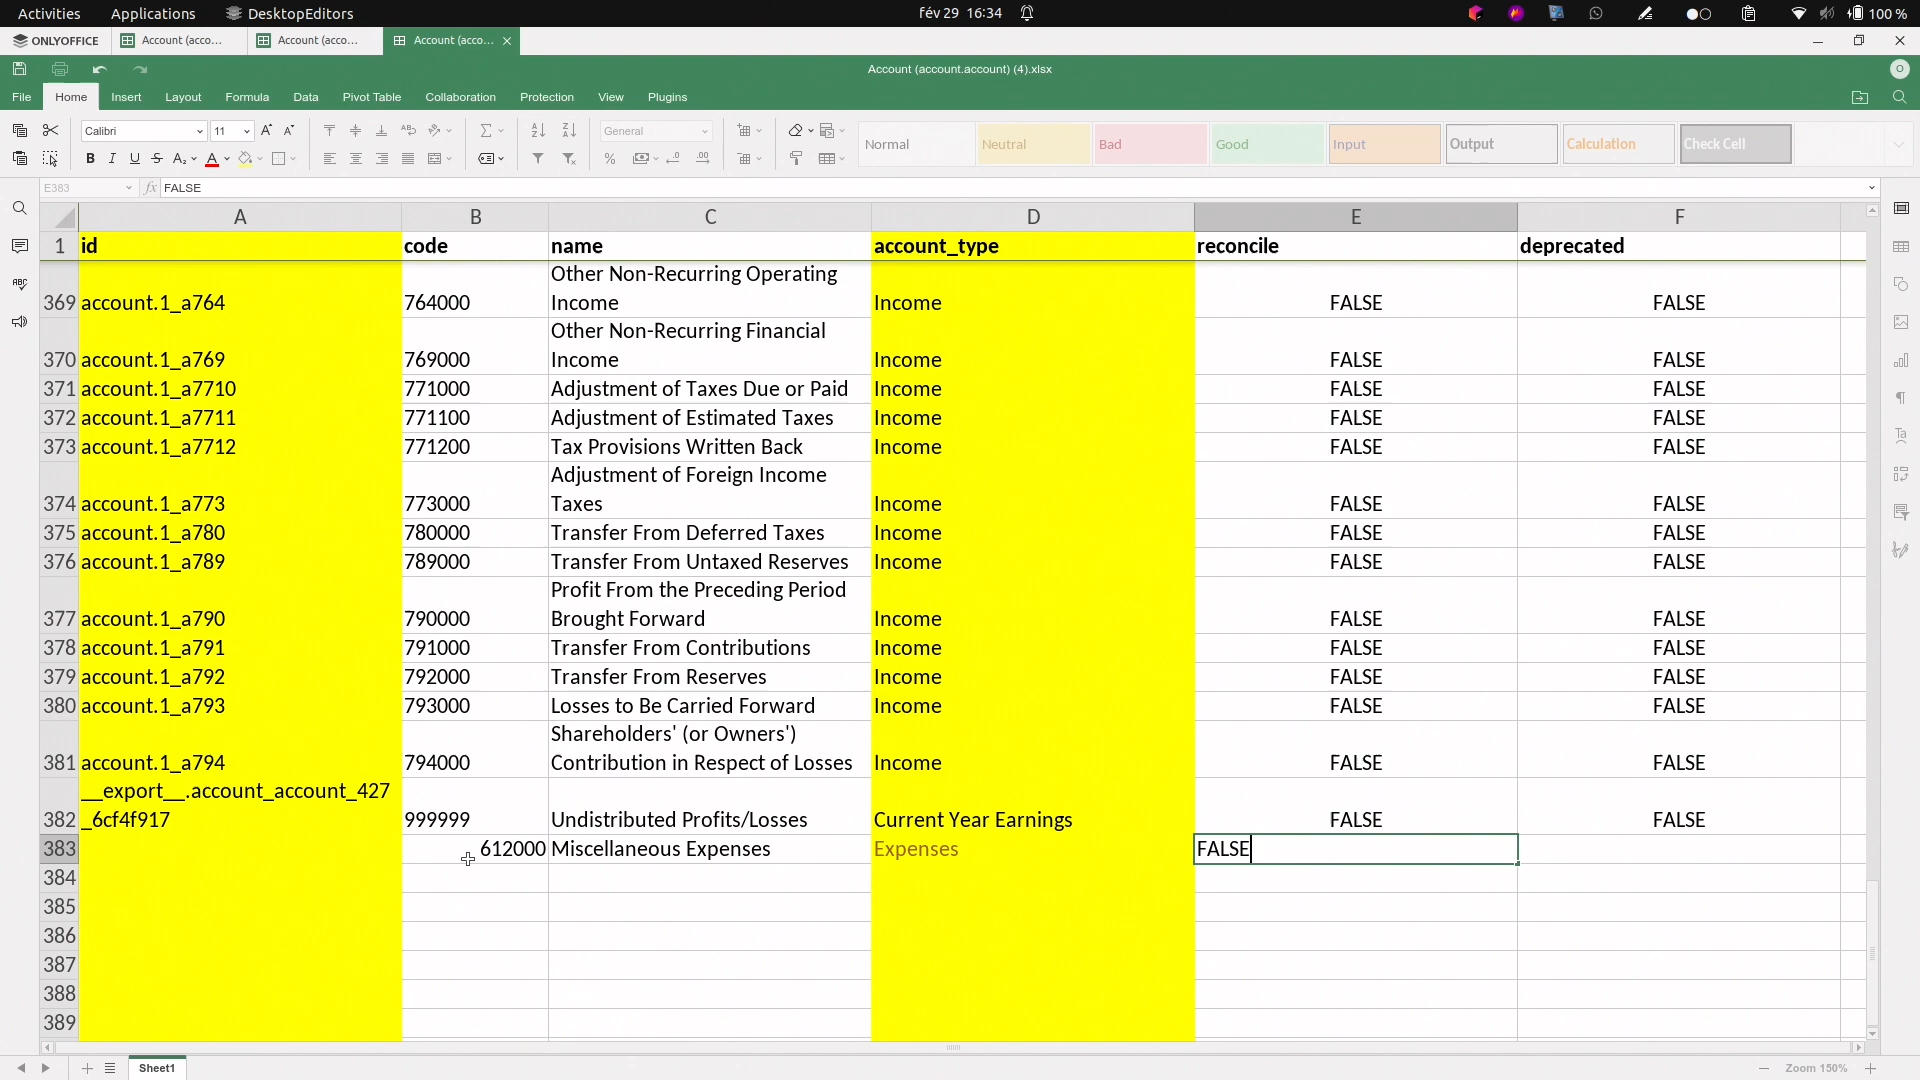 Activities Applications DesktopEditors fév 29 16:34 100 %
ONLYOFFICE Account (acco... Account (acco... Account (acco...
Account (account.account) (4).xlsx
File Home Insert Layout Formula Data Pivot Table Collaboration Protection View Plugins
Calibri 11 General
Normal Neutral Bad Good Input Output Calculation Check Cell
E383 fx FALSE
A B C D E F
1 id code name account_type reconcile deprecated
Other Non-Recurring Operating
369 account.1_a764 764000 Income Income FALSE FALSE
Other Non-Recurring Financial
370 account.1_a769 769000 Income Income FALSE FALSE
371 account.1_a7710 771000 Adjustment of Taxes Due or Paid Income FALSE FALSE
372 account.1_a7711 771100 Adjustment of Estimated Taxes Income FALSE FALSE
373 account.1_a7712 771200 Tax Provisions Written Back Income FALSE FALSE
Adjustment of Foreign Income
374 account.1_a773 773000 Taxes Income FALSE FALSE
375 account.1_a780 780000 Transfer From Deferred Taxes Income FALSE FALSE
376 account.1_a789 789000 Transfer From Untaxed Reserves Income FALSE FALSE
Profit From the Preceding Period
377 account.1_a790 790000 Brought Forward Income FALSE FALSE
378 account.1_a791 791000 Transfer From Contributions Income FALSE FALSE
379 account.1_a792 792000 Transfer From Reserves Income FALSE FALSE
380 account.1_a793 793000 Losses to Be Carried Forward Income FALSE FALSE
Shareholders' (or Owners')
381 account.1_a794 794000 Contribution in Respect of Losses Income FALSE FALSE
__export__.account_account_427
382 _6cf4f917 999999 Undistributed Profits/Losses Current Year Earnings FALSE FALSE
383 612000 Miscellaneous Expenses Expenses FALSE
384
385
386
387
388
389
Sheet1 Zoom 150%